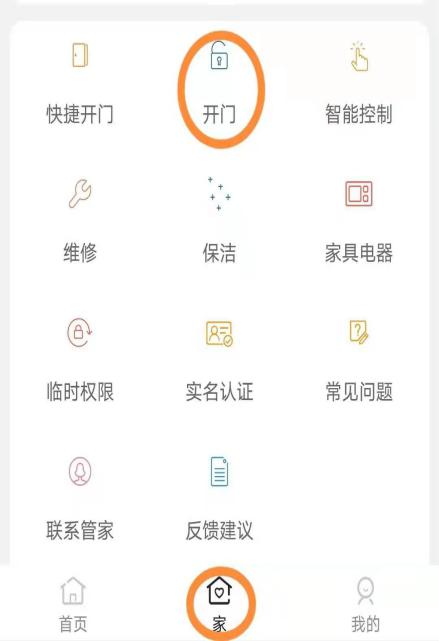 快捷开门 开门 智能控制
维修 保洁 家具电器
临时权限 实名认证 常见问题
联系管家 反馈建议
首页 家 我的